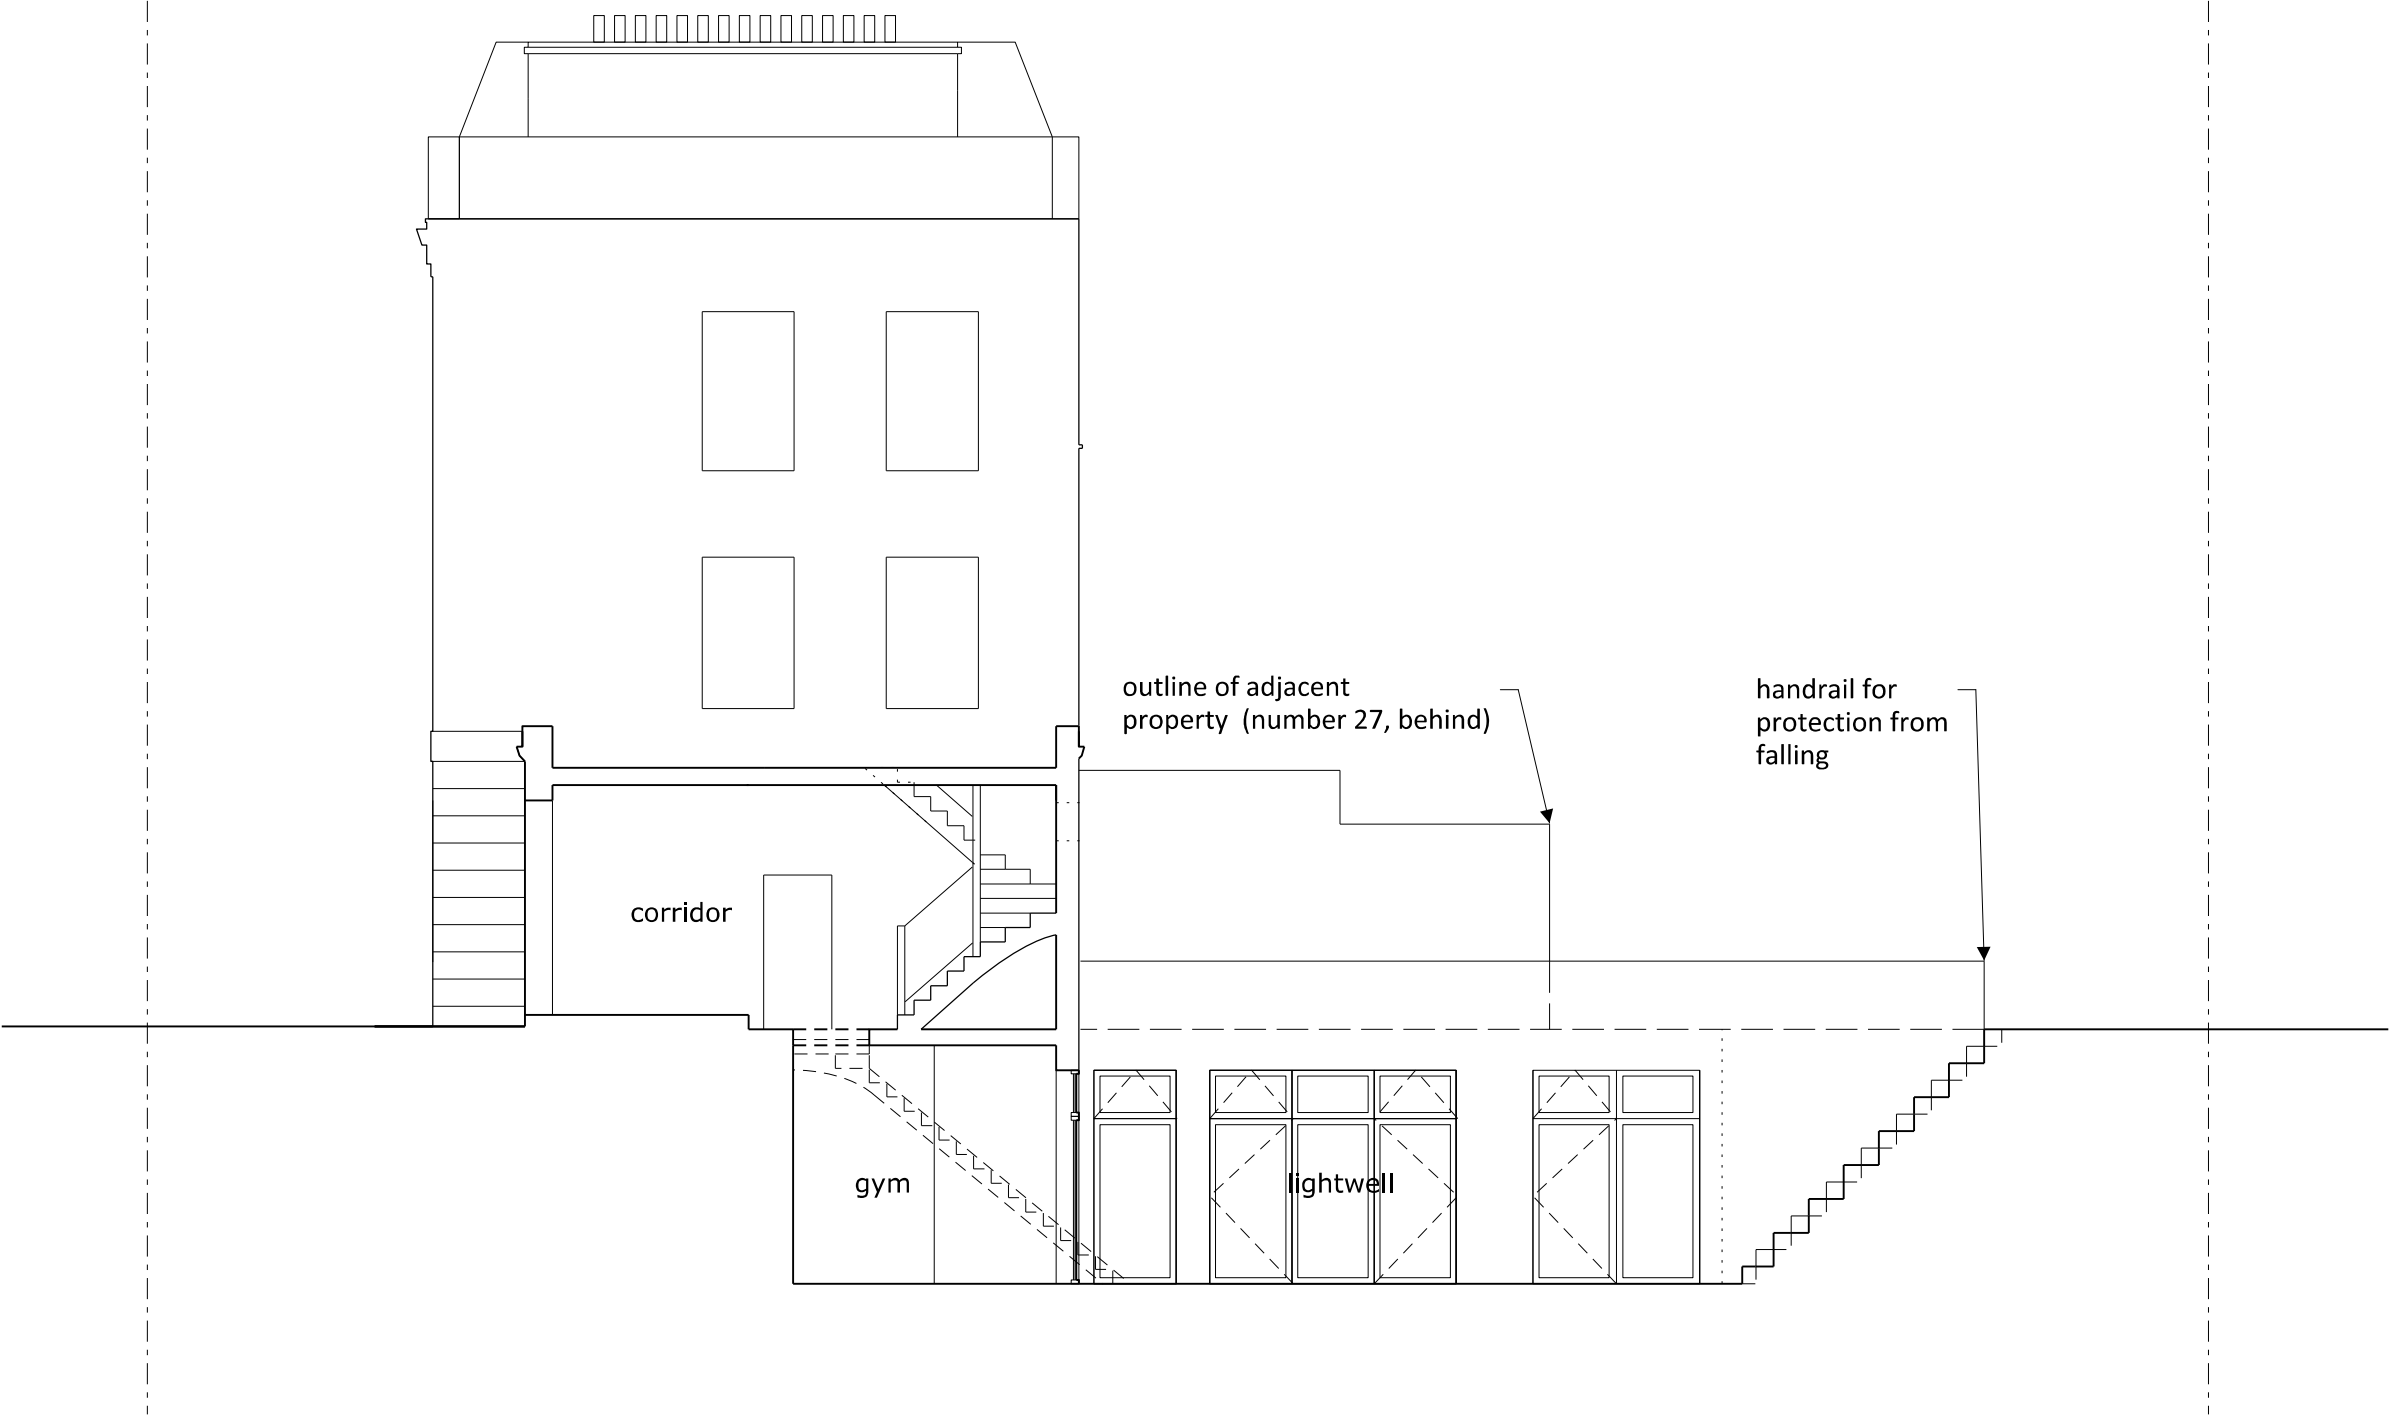 outline of adjacent
property  (number 27, behind)
handrail for
protection from
falling
corridor
gym
lightwell